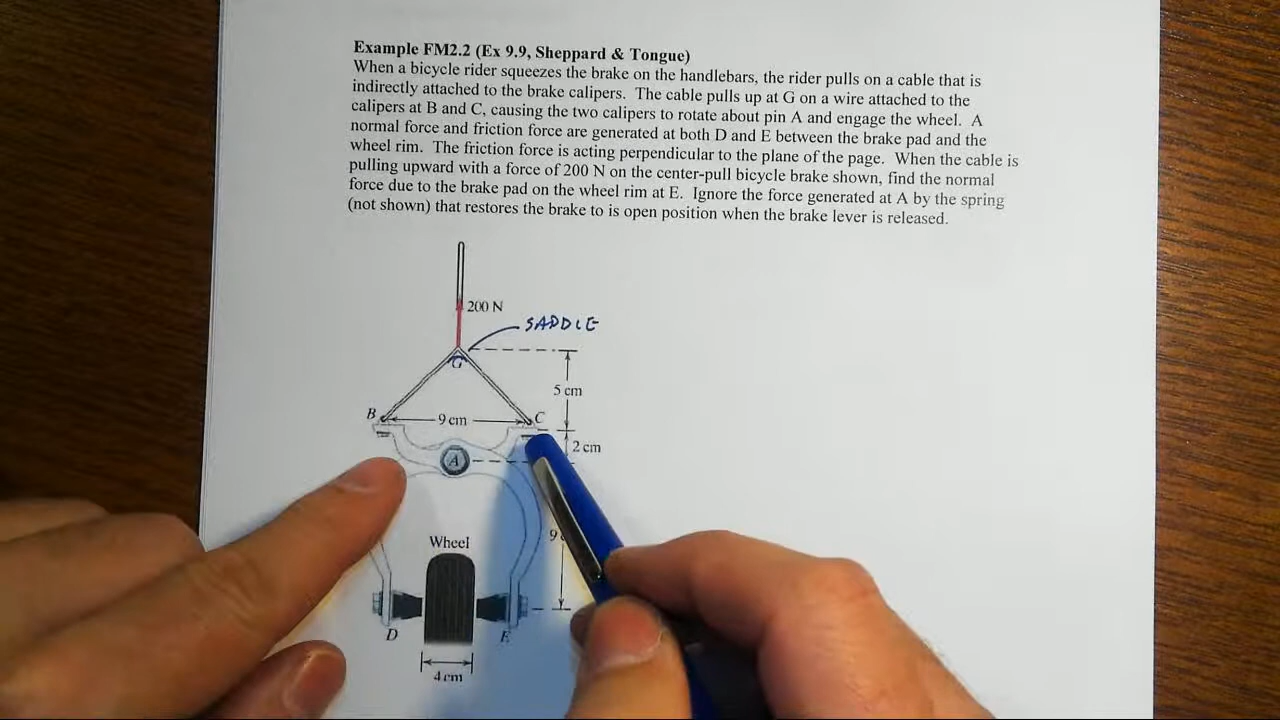 Example FM2.2 (Ex 9.9, Sheppard & Tongue)
When a bicycle rider squeezes the brake on the handlebars, the rider pulls on a cable that is
indirectly attached to the brake calipers. The cable pulls up at G on a wire attached to the
calipers at B and C, causing the two calipers to rotate about pin A and engage the wheel. A
normal force and friction force are generated at both D and E between the brake pad and the
wheel rim. The friction force is acting perpendicular to the plane of the page. When the cable is
pulling upward with a force of 200 N on the center-pull bicycle brake shown, find the normal
force due to the brake pad on the wheel rim at E. Ignore the force generated at A by the spring
(not shown) that restores the brake to is open position when the brake lever is released.
200 N
SADDLE
G
5 cm
B
9 cm
C
2 cm
A
9
Wheel
D
E
4 cm